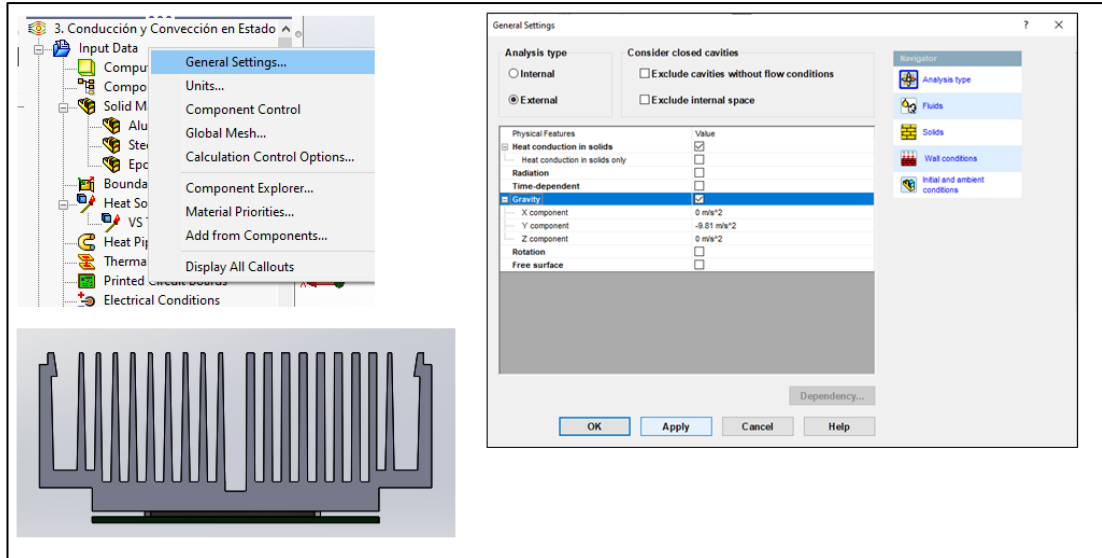 3. Conducción y Convección en Estado
Input Data
General Settings...
Units...
Component Control
Global Mesh...
Calculation Control Options...
Component Explorer...
Material Priorities...
Add from Components...
Display All Callouts
Solid M
Alu
Epo
Bounda
Heat So
VS
Heat Pip
Therma
Printed Circuit Boards
Electrical Conditions
General Settings
? X
Analysis type
Internal
External
Consider closed cavities
Exclude cavities without flow conditions
Exclude internal space
Physical Features Value
Heat conduction in solids
Heat conduction in solids only
Radiation
Time-dependent
Gravity
X component 0 m/s^2
Y component -9.81 m/s^2
Z component 0 m/s^2
Rotation
Free surface
Dependency...
OK Apply Cancel Help
Navigator
Analysis type
Fluids
Solids
Wall conditions
Initial and ambient
conditions